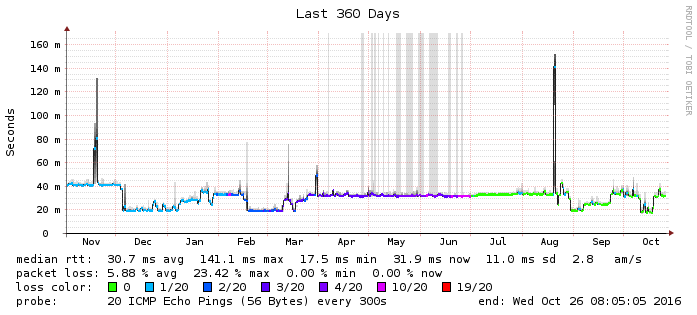 Last 360 Days
RRDTOOL / TOBI OETIKER
Seconds
160 m
140 m
120 m
100 m
80 m
60 m
40 m
20 m
0
Nov Dec Jan Feb Mar Apr May Jun Jul Aug Sep Oct
median rtt: 30.7 ms avg 141.1 ms max 17.5 ms min 31.9 ms now 11.0 ms sd 2.8 am/s
packet loss: 5.88 % avg 23.42 % max 0.00 % min 0.00 % now
loss color: 0 1/20 2/20 3/20 4/20 10/20 19/20
probe: 20 ICMP Echo Pings (56 Bytes) every 300s end: Wed Oct 26 08:05:05 2016